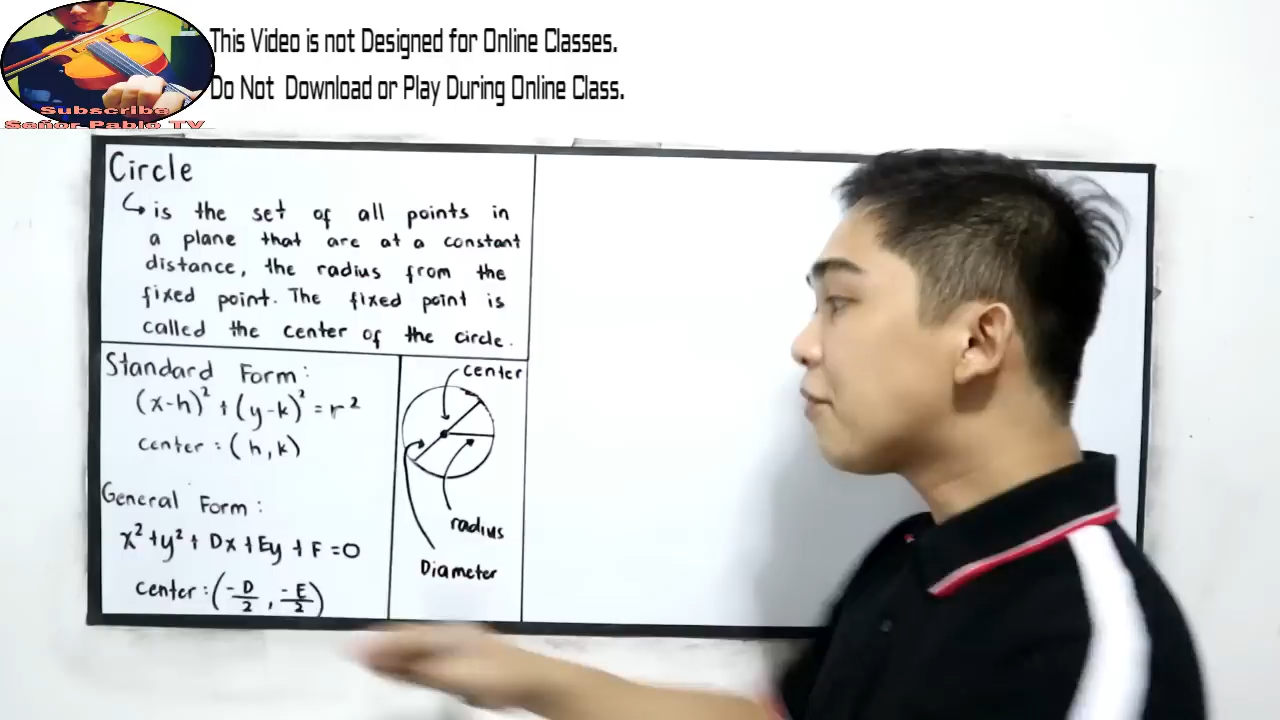 This Video is not Designed for Online Classes.
Do Not Download or Play During Online Class.
Subscribe
Señor Pablo TV
Circle
↳ is the set of all points in
a plane that are at a constant
distance, the radius from the
fixed point. The fixed point is
called the center of the circle.
Standard Form:
(x-h)² + (y-k)² = r²
center : (h,k)
General Form:
x² + y² + Dx + Ey + F = 0
center : (-D/2, -E/2)
center
radius
Diameter